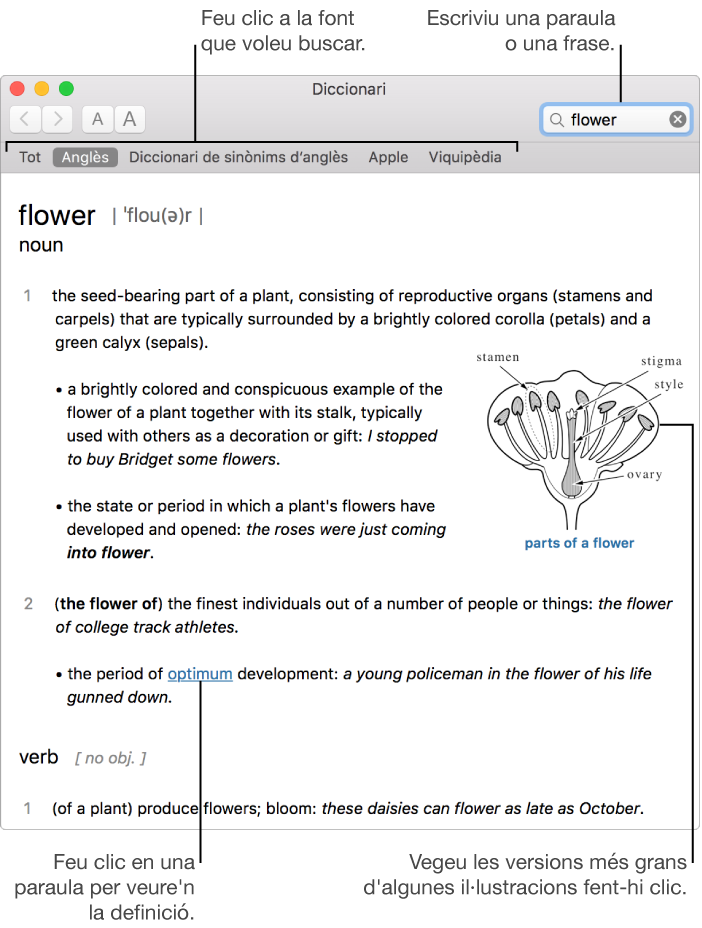 Feu clic a la font
que voleu buscar.
Escriviu una paraula
o una frase.
Diccionari
A A
flower
Tot Anglès Diccionari de sinònims d’anglès Apple Viquipèdia
flower | ˈflou(ə)r |
noun
1 the seed-bearing part of a plant, consisting of reproductive organs (stamens and
carpels) that are typically surrounded by a brightly colored corolla (petals) and a
green calyx (sepals).
• a brightly colored and conspicuous example of the
flower of a plant together with its stalk, typically
used with others as a decoration or gift: I stopped
to buy Bridget some flowers.
• the state or period in which a plant's flowers have
developed and opened: the roses were just coming
into flower.
stamen
stigma
style
ovary
parts of a flower
2 (the flower of) the finest individuals out of a number of people or things: the flower
of college track athletes.
• the period of optimum development: a young policeman in the flower of his life
gunned down.
verb [ no obj. ]
1 (of a plant) produce flowers; bloom: these daisies can flower as late as October.
Feu clic en una
paraula per veure'n
la definició.
Vegeu les versions més grans
d'algunes il·lustracions fent-hi clic.